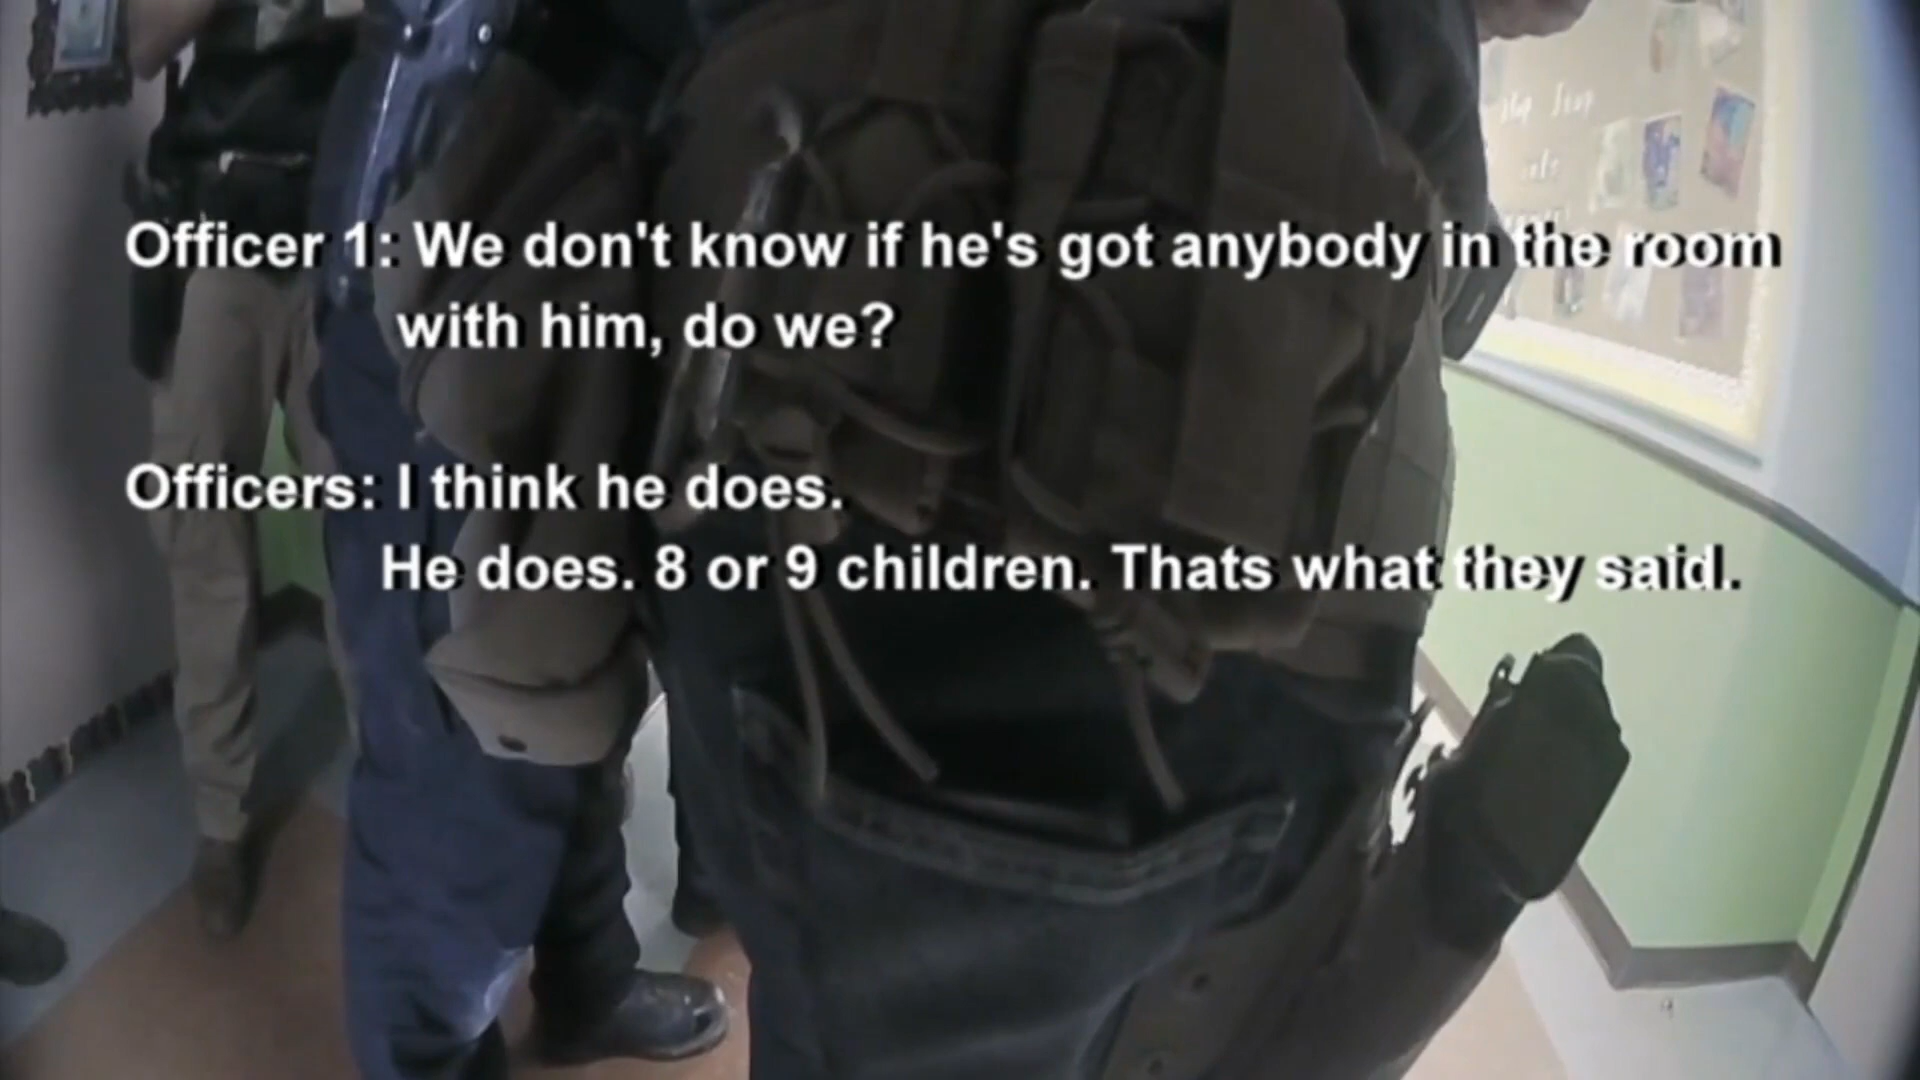 Officer 1: We don't know if he's got anybody in the room
with him, do we?
Officers: I think he does.
He does. 8 or 9 children. Thats what they said.